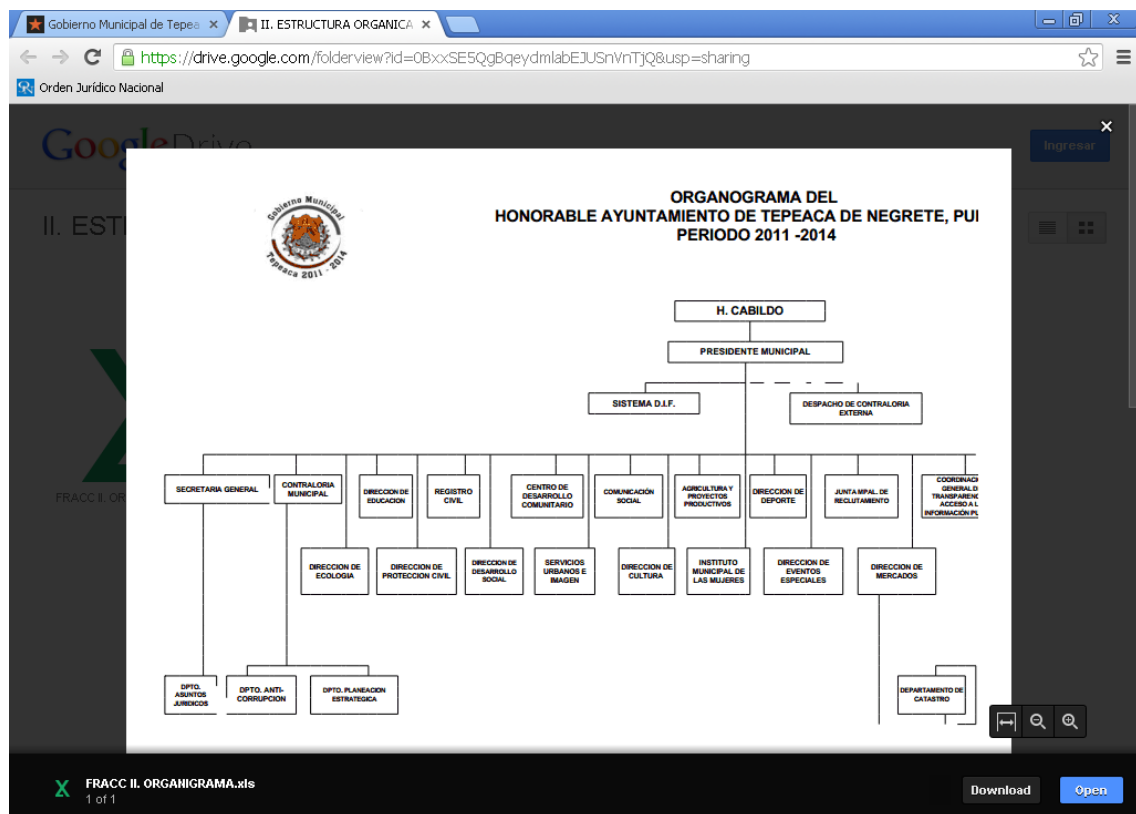 Gobierno Municipal de Tepea
II. ESTRUCTURA ORGANICA
https://drive.google.com/folderview?id=0BxxSE5QgBqeydmlabEJUSnVnTjQ&usp=sharing
Orden Jurídico Nacional
Google Drive
Ingresar
II. ESTR
Gobierno Municipal
Tepeaca 2011 - 2014
ORGANOGRAMA DEL
HONORABLE AYUNTAMIENTO DE TEPEACA DE NEGRETE, PUI
PERIODO 2011 -2014
H. CABILDO
PRESIDENTE MUNICIPAL
SISTEMA D.I.F.
DESPACHO DE CONTRALORIA
EXTERNA
SECRETARIA GENERAL
CONTRALORIA
MUNICIPAL
DIRECCION DE
EDUCACION
REGISTRO
CIVIL
CENTRO DE
DESARROLLO
COMUNITARIO
COMUNICACIÓN
SOCIAL
AGRICULTURA Y
PROYECTOS
PRODUCTIVOS
DIRECCION DE
DEPORTE
JUNTA MPAL. DE
RECLUTAMIENTO
COORDINACI
GENERAL D
TRANSPAREN
ACCESO A L
INFORMACIÓN PU
DIRECCION DE
ECOLOGIA
DIRECCION DE
PROTECCION CIVIL
DIRECCION DE
DESARROLLO
SOCIAL
SERVICIOS
URBANOS E
IMAGEN
DIRECCION DE
CULTURA
INSTITUTO
MUNICIPAL DE
LAS MUJERES
DIRECCION DE
EVENTOS
ESPECIALES
DIRECCION DE
MERCADOS
DPTO.
ASUNTOS
JURIDICOS
DPTO. ANTI-
CORRUPCION
DPTO. PLANEACION
ESTRATEGICA
DEPARTAMENTO DE
CATASTRO
FRACC II. OR
FRACC II. ORGANIGRAMA.xls
1 of 1
Download
Open